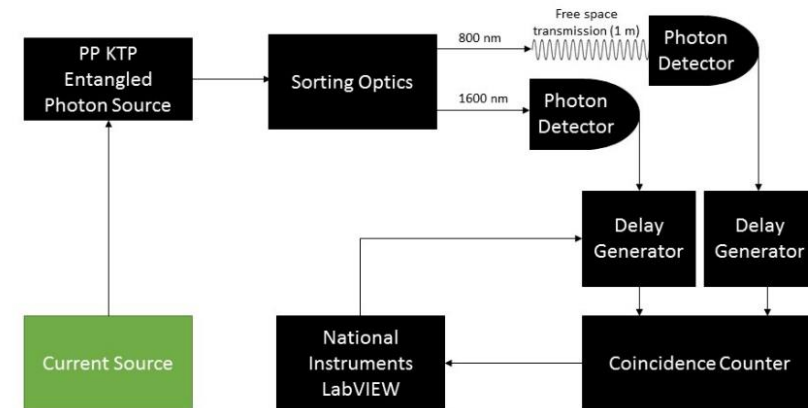 PP KTP
Entangled
Photon Source
Sorting Optics
800 nm
Free space
transmission (1 m)
Photon
Detector
1600 nm
Photon
Detector
Delay
Generator
Delay
Generator
Current Source
National
Instruments
LabVIEW
Coincidence Counter